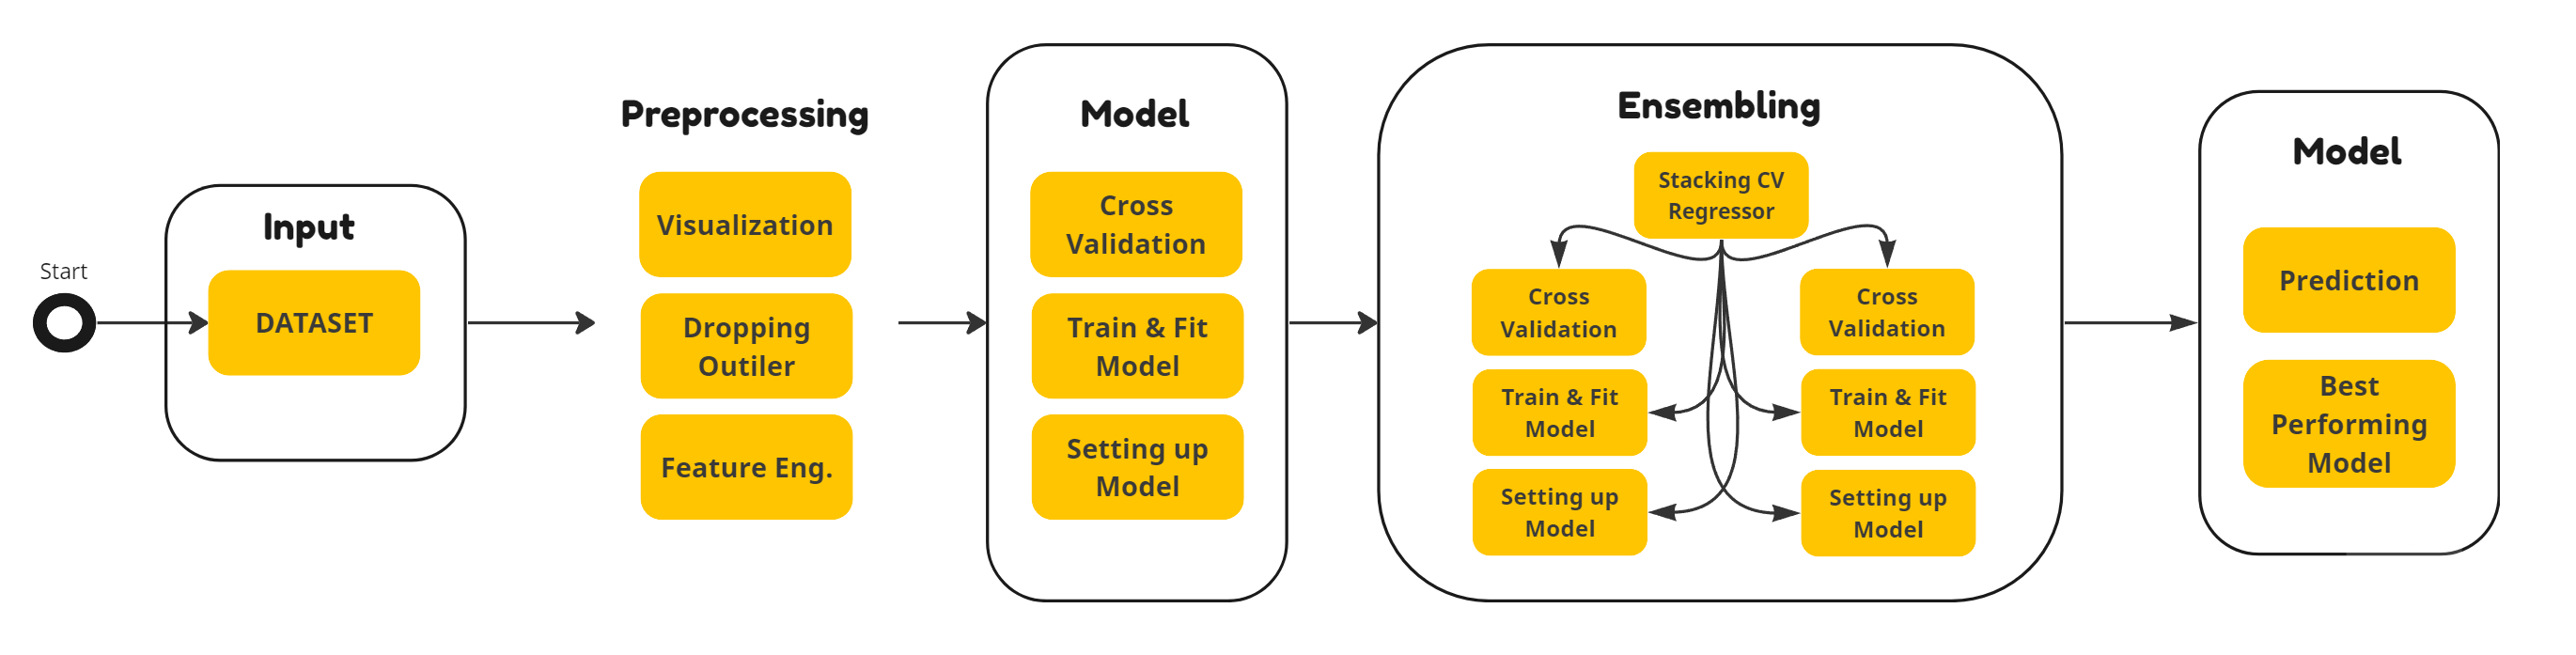 Start
Input
DATASET
Preprocessing
Visualization
Dropping
Outiler
Feature Eng.
Model
Cross
Validation
Train & Fit
Model
Setting up
Model
Ensembling
Stacking CV
Regressor
Cross
Validation
Train & Fit
Model
Setting up
Model
Cross
Validation
Train & Fit
Model
Setting up
Model
Model
Prediction
Best
Performing
Model